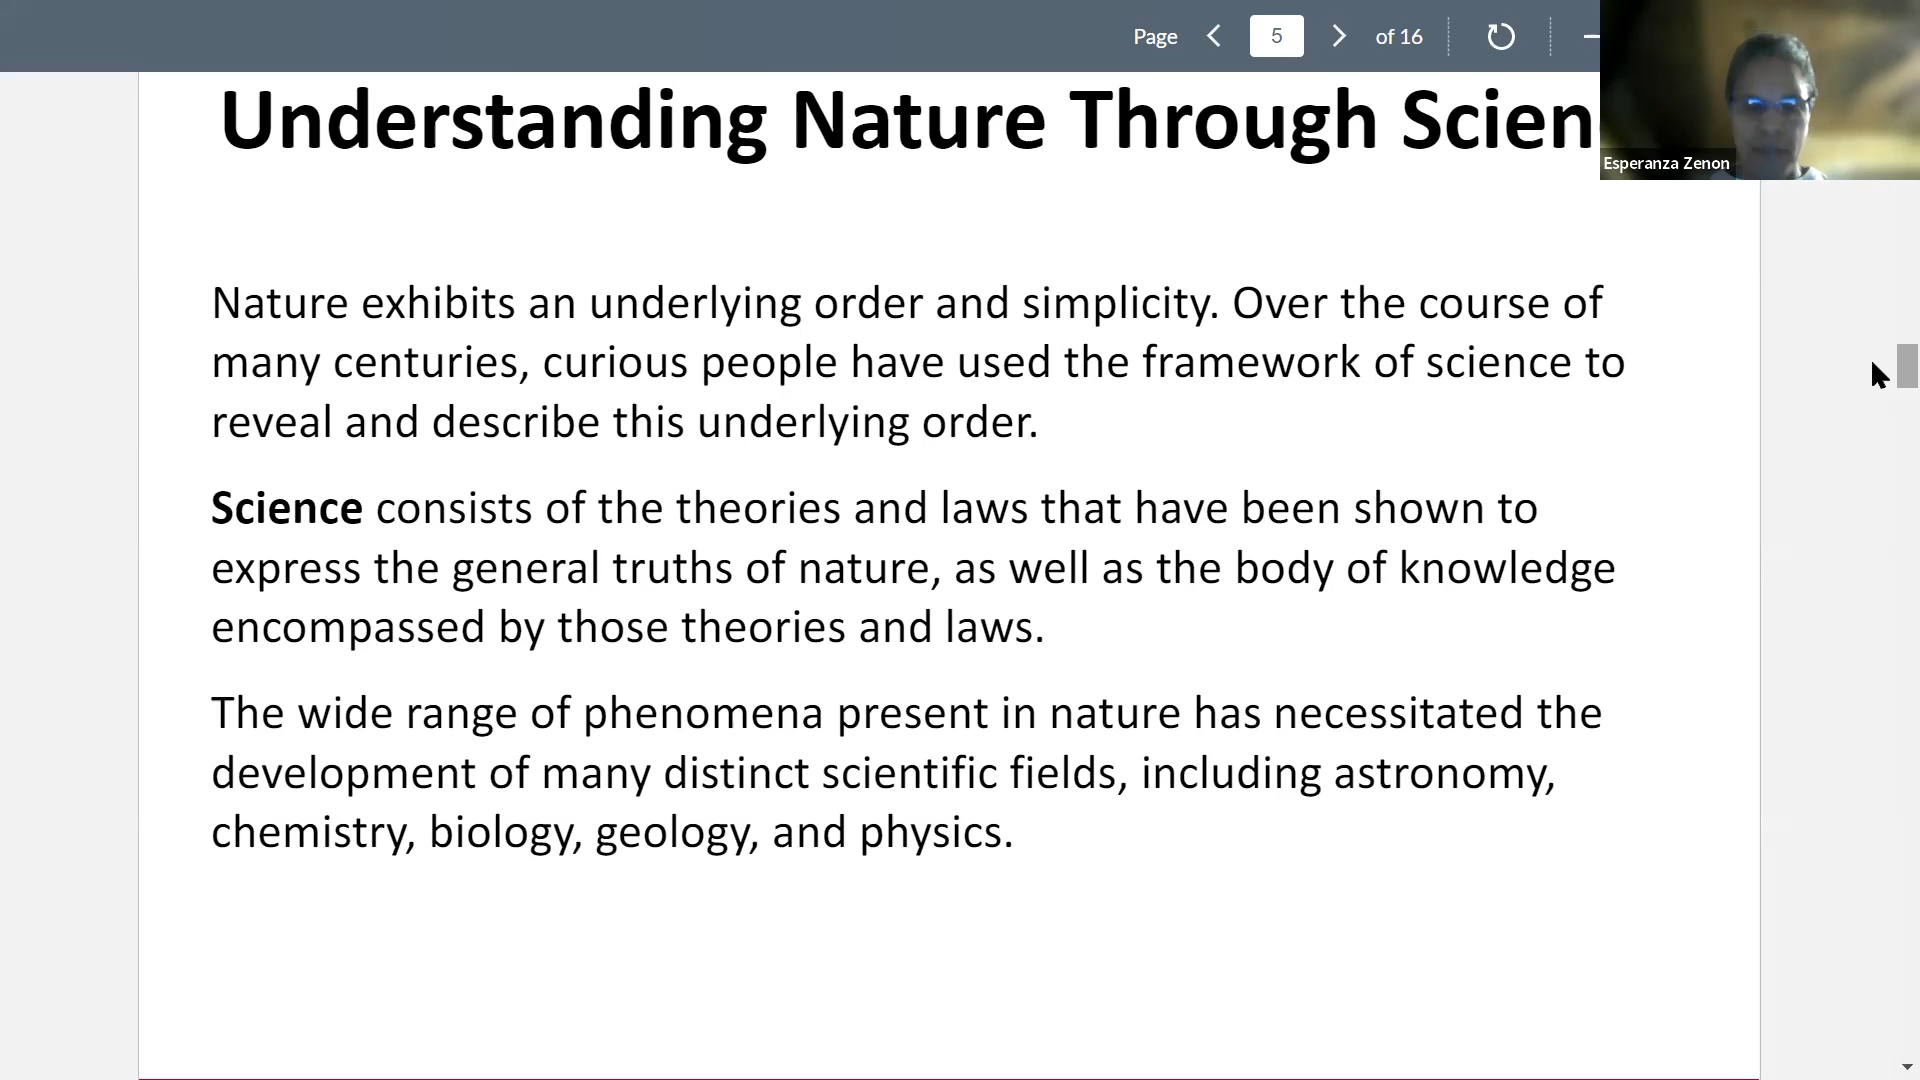 Page 5 of 16
Understanding Nature Through Scien
Esperanza Zenon
Nature exhibits an underlying order and simplicity. Over the course of
many centuries, curious people have used the framework of science to
reveal and describe this underlying order.
Science consists of the theories and laws that have been shown to
express the general truths of nature, as well as the body of knowledge
encompassed by those theories and laws.
The wide range of phenomena present in nature has necessitated the
development of many distinct scientific fields, including astronomy,
chemistry, biology, geology, and physics.